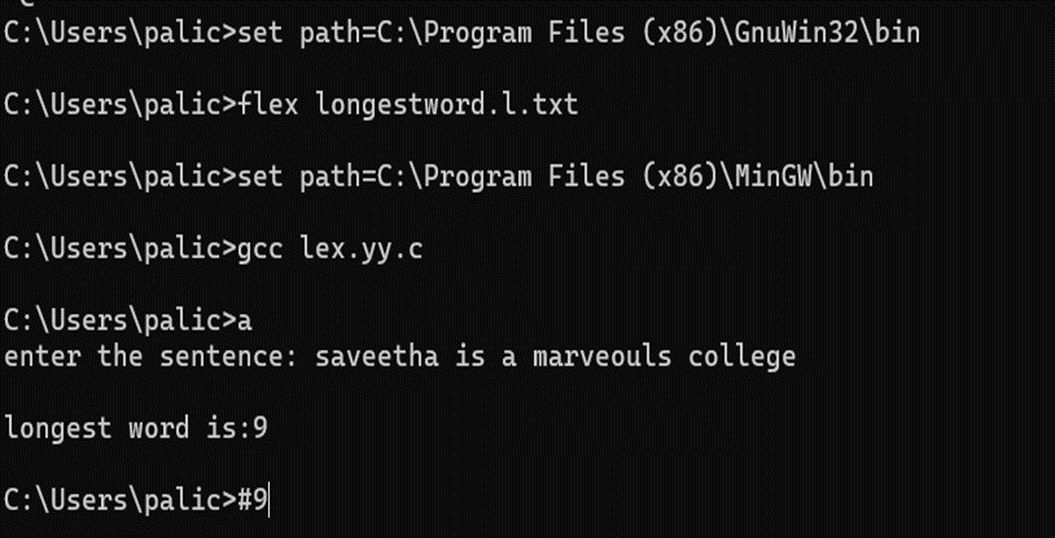 C:\Users\palic>set path=C:\Program Files (x86)\GnuWin32\bin
C:\Users\palic>flex longestword.l.txt
C:\Users\palic>set path=C:\Program Files (x86)\MinGW\bin
C:\Users\palic>gcc lex.yy.c
C:\Users\palic>a
enter the sentence: saveetha is a marveouls college
longest word is:9
C:\Users\palic>#9